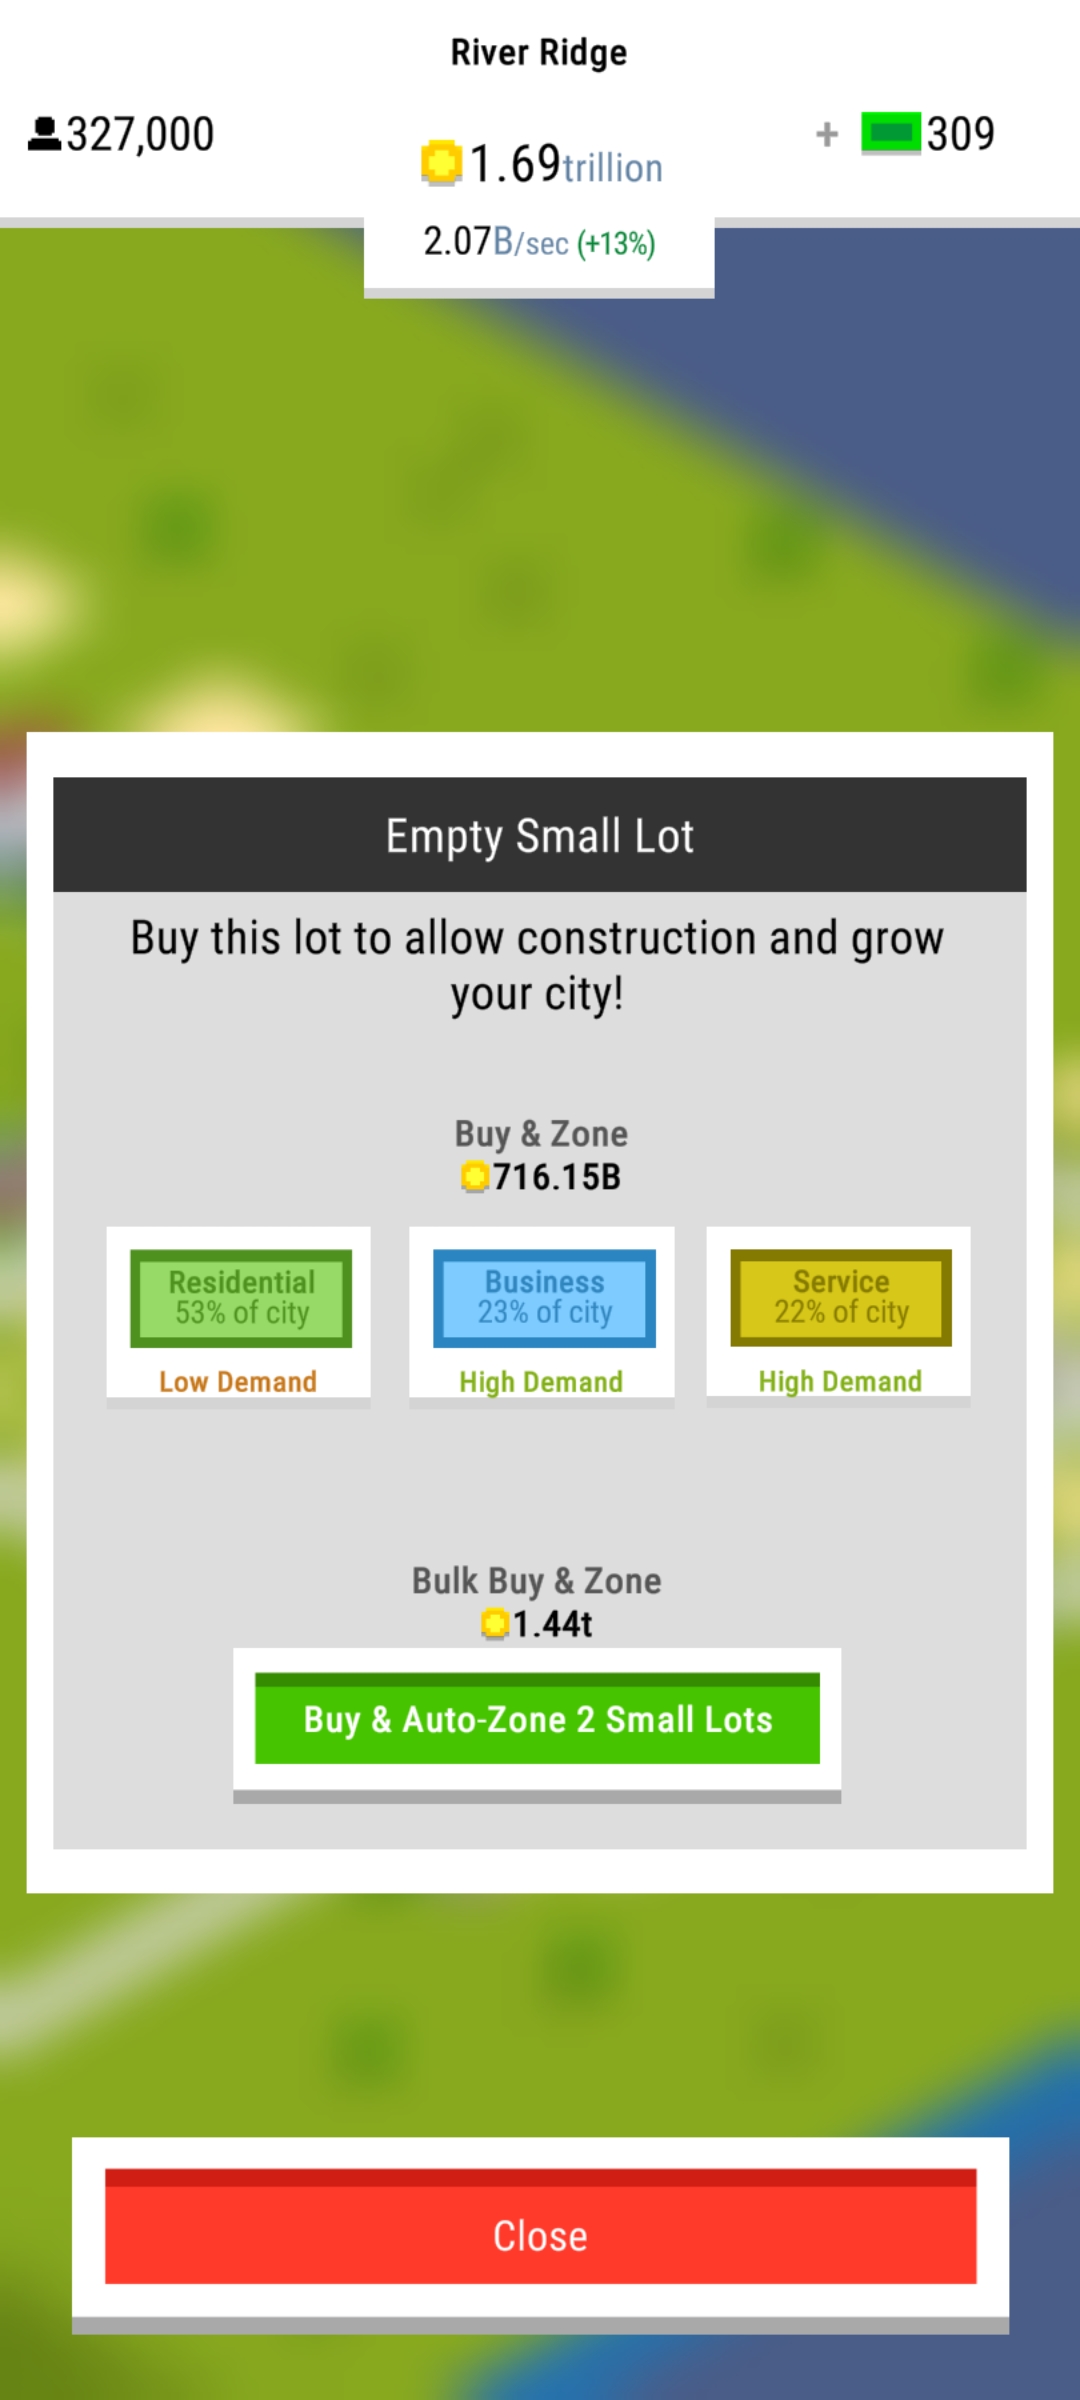 River Ridge
327,000
1.69trillion
+ 309
2.07B/sec (+13%)
Empty Small Lot
Buy this lot to allow construction and grow
your city!
Buy & Zone
716.15B
Residential
53% of city
Low Demand
Business
23% of city
High Demand
Service
22% of city
High Demand
Bulk Buy & Zone
1.44t
Buy & Auto-Zone 2 Small Lots
Close